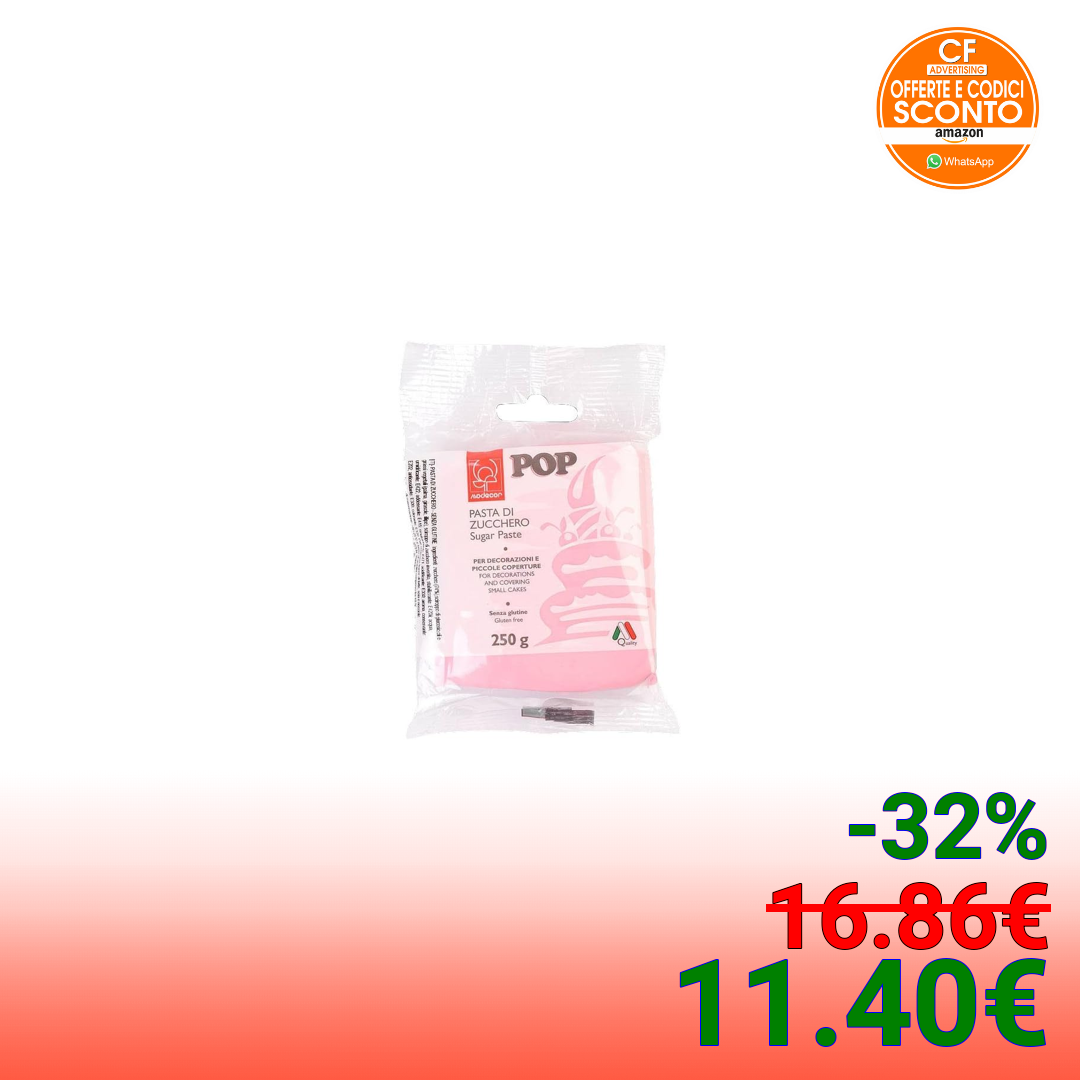 CF
ADVERTISING
OFFERTE E CODICI
SCONTO
amazon
WhatsApp
POP
modecor
PASTA DI
ZUCCHERO
Sugar Paste
PER DECORAZIONI E
PICCOLE COPERTURE
FOR DECORATIONS
AND COVERING
SMALL CAKES
Senza glutine
Gluten free
250 g
Quality
-32%
16.86€
11.40€